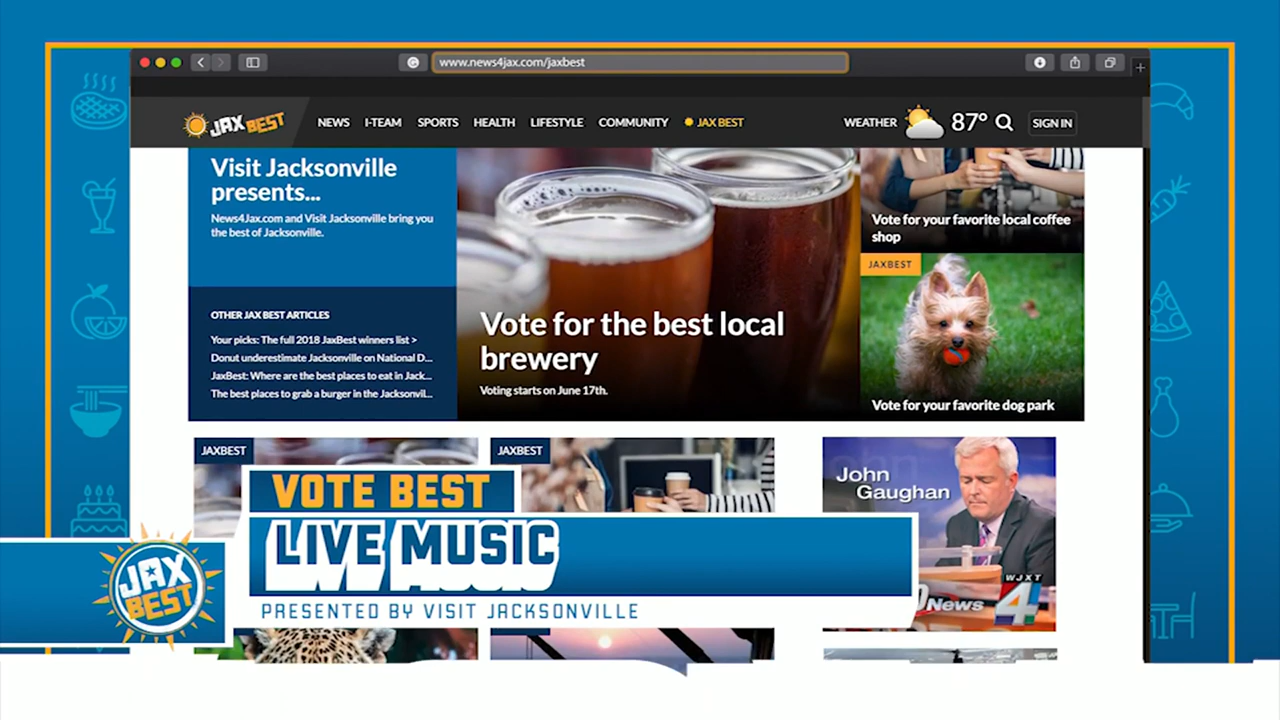 www.news4jax.com/jaxbest
JAX BEST
NEWS I-TEAM SPORTS HEALTH LIFESTYLE COMMUNITY JAX BEST
WEATHER 87° SIGN IN
Visit Jacksonville
presents...
News4Jax.com and Visit Jacksonville bring you
the best of Jacksonville.
OTHER JAX BEST ARTICLES
Your picks: The full 2018 JaxBest winners list >
Donut underestimate Jacksonville on National D...
JaxBest: Where are the best places to eat in Jack...
The best places to grab a burger in the Jacksonvil...
Vote for the best local
brewery
Voting starts on June 17th.
Vote for your favorite local coffee
shop
JAXBEST
Vote for your favorite dog park
JAXBEST
JAXBEST
John
Gaughan
WJXT
News 4
VOTE BEST
LIVE MUSIC
PRESENTED BY VISIT JACKSONVILLE
JAX
BEST